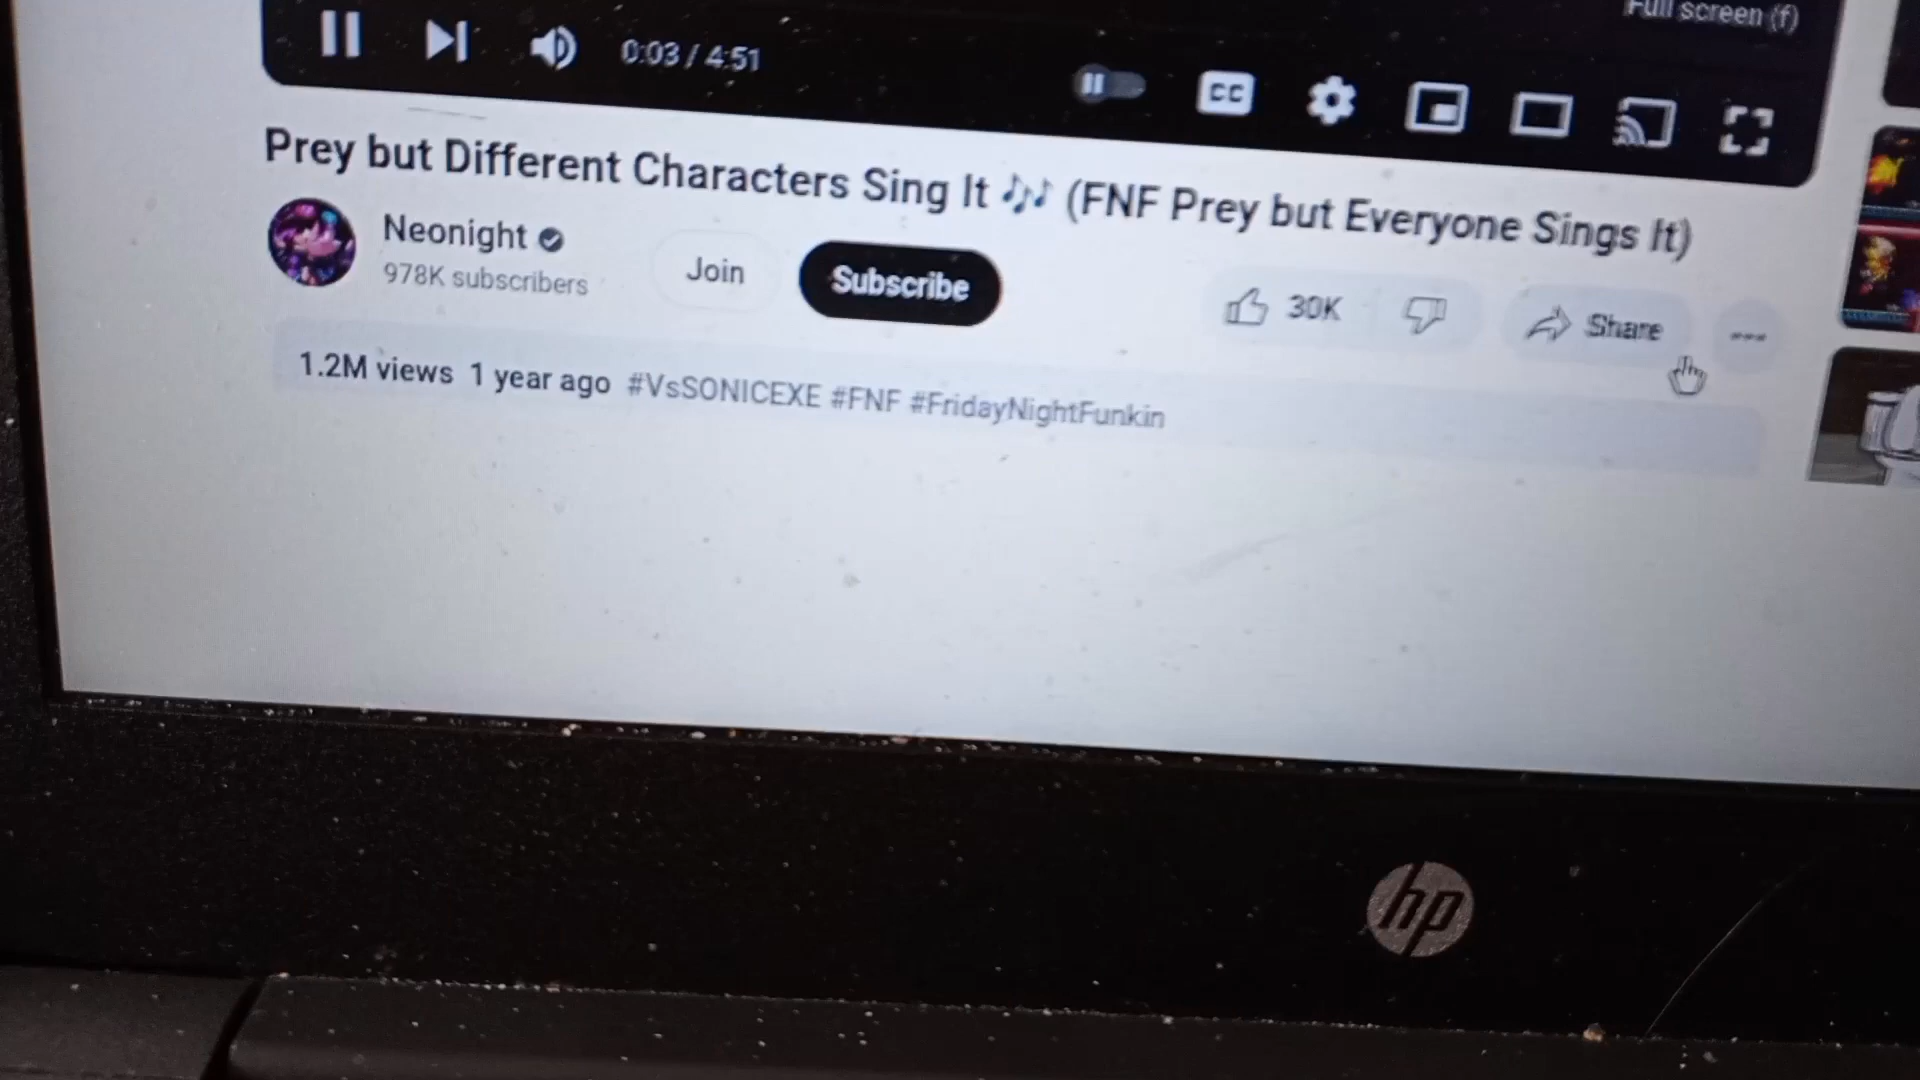 Full screen (f)
0:03 / 4:51
CC
Prey but Different Characters Sing It 🎶 (FNF Prey but Everyone Sings It)
Neonight
978K subscribers
Join
Subscribe
30K
Share
1.2M views 1 year ago #VsSONICEXE #FNF #FridayNightFunkin
hp